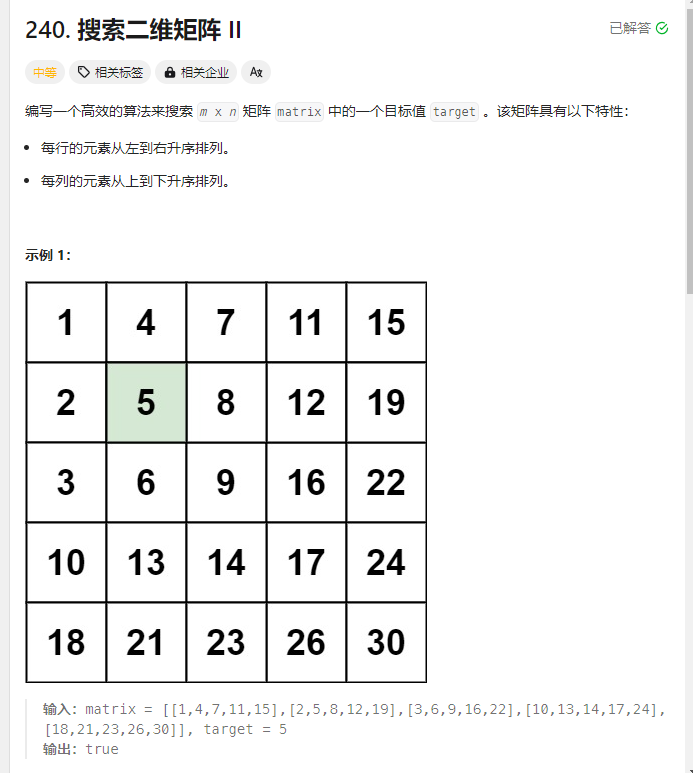 240. 搜索二维矩阵 II
已解答
中等 相关标签 相关企业 Aあ
编写一个高效的算法来搜索 m x n 矩阵 matrix 中的一个目标值 target 。该矩阵具有以下特性：
每行的元素从左到右升序排列。
每列的元素从上到下升序排列。
示例 1：
1 4 7 11 15
2 5 8 12 19
3 6 9 16 22
10 13 14 17 24
18 21 23 26 30
输入：matrix = [[1,4,7,11,15],[2,5,8,12,19],[3,6,9,16,22],[10,13,14,17,24],
[18,21,23,26,30]], target = 5
输出：true